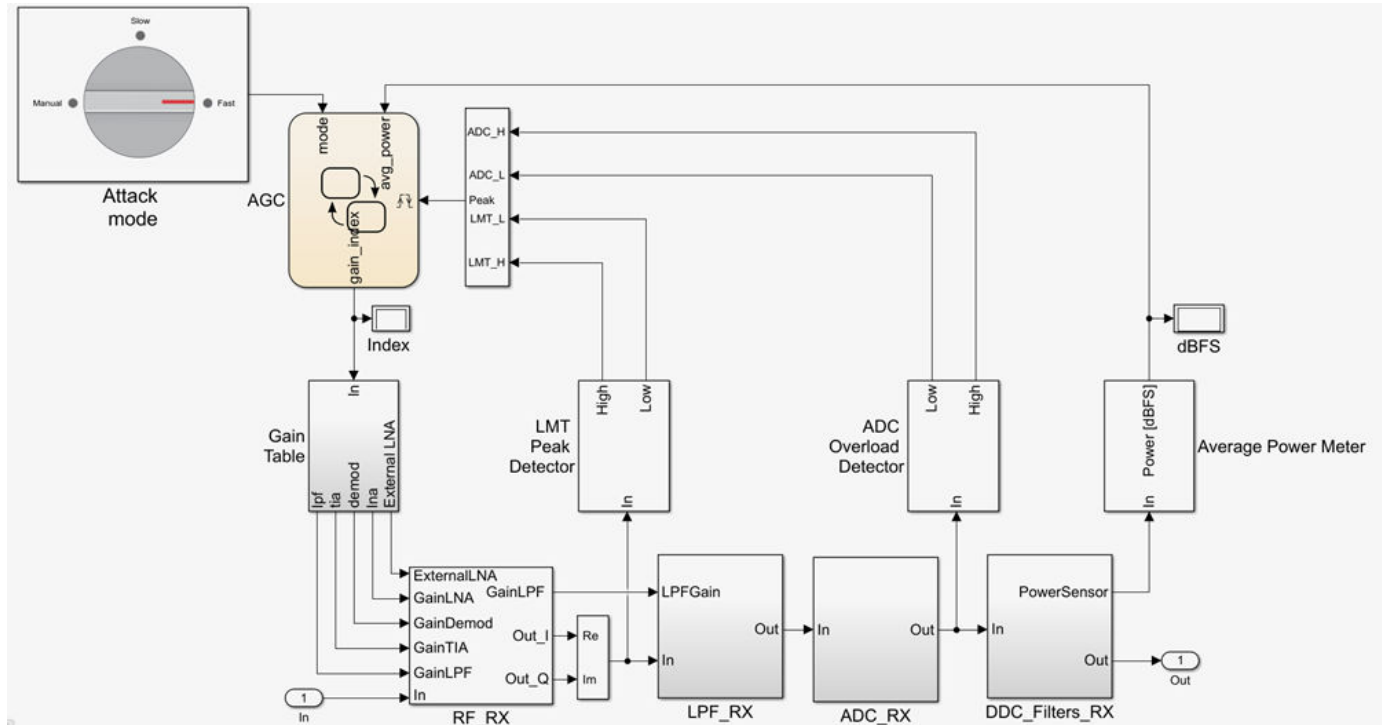 Slow
Manual
Fast
Attack
mode
mode
avg_power
AGC
gain_index
ADC_H
ADC_L
Peak
LMT_L
LMT_H
Index
dBFS
In
Gain
Table
lpf
tia
demod
lna
External LNA
High
Low
LMT
Peak
Detector
In
Low
High
ADC
Overload
Detector
In
Power [dBFS]
Average Power Meter
In
ExternalLNA
GainLNA
GainDemod
GainTIA
GainLPF
In
GainLPF
Out_I
Out_Q
RF_RX
1
In
Re
Im
LPFGain
In
Out
LPF_RX
In
Out
ADC_RX
In
PowerSensor
Out
DDC_Filters_RX
1
Out